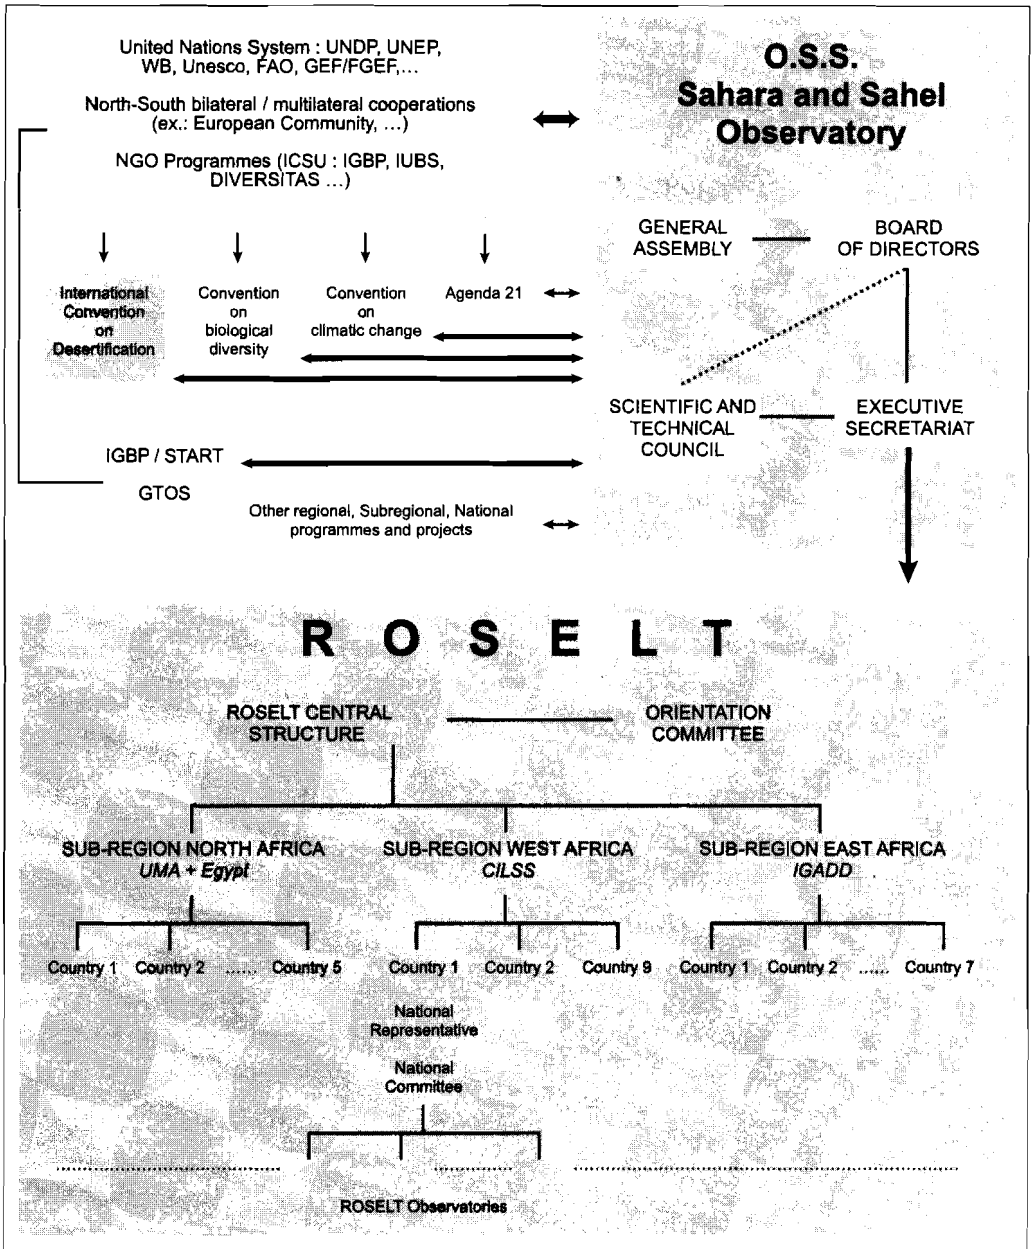 United Nations System : UNDP, UNEP,
WB, Unesco, FAO, GEF/FGEF,...
North-South bilateral / multilateral cooperations
(ex.: European Community, ...)
NGO Programmes (ICSU : IGBP, IUBS,
DIVERSITAS ...)
O.S.S.
Sahara and Sahel
Observatory
GENERAL
ASSEMBLY
BOARD
OF DIRECTORS
International
Convention
on
Desertification
Convention
on
biological
diversity
Convention
on
climatic change
Agenda 21
SCIENTIFIC AND
TECHNICAL
COUNCIL
EXECUTIVE
SECRETARIAT
IGBP / START
GTOS
Other regional, Subregional, National
programmes and projects
R O S E L T
ROSELT CENTRAL
STRUCTURE
ORIENTATION
COMMITTEE
SUB-REGION NORTH AFRICA
UMA + Egypt
SUB-REGION WEST AFRICA
CILSS
SUB-REGION EAST AFRICA
IGADD
Country 1 Country 2 ...... Country 5
Country 1 Country 2 Country 9
Country 1 Country 2 ...... Country 7
National
Representative
National
Committee
ROSELT Observatories